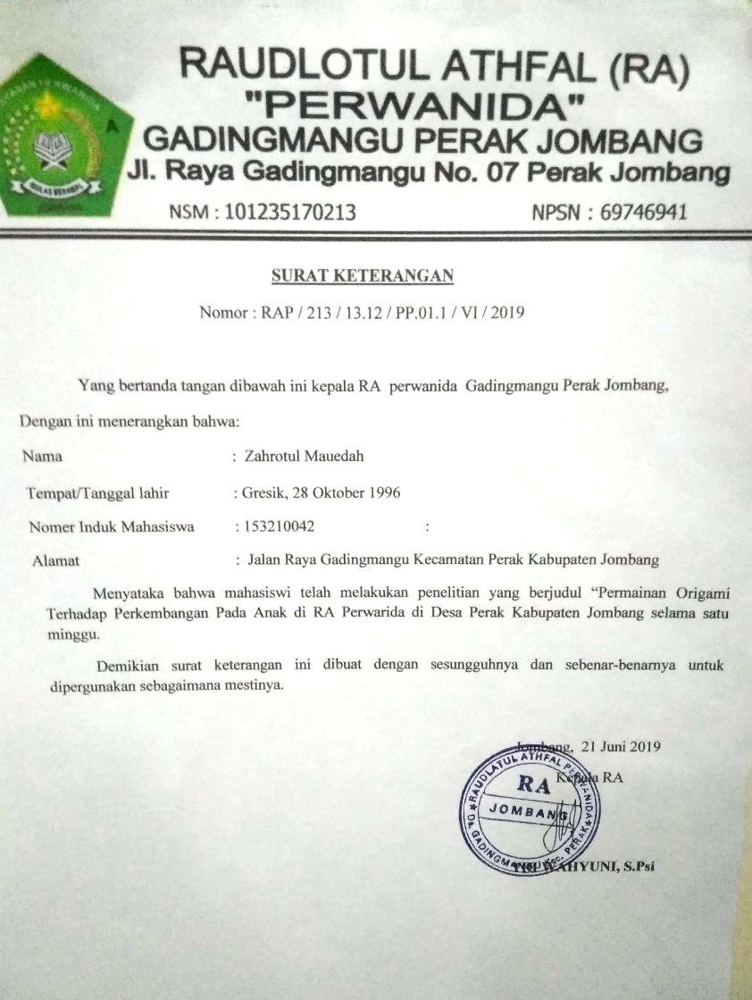 RAUDLOTUL ATHFAL (RA)
"PERWANIDA"
GADINGMANGU PERAK JOMBANG
Jl. Raya Gadingmangu No. 07 Perak Jombang
NSM : 101235170213 NPSN : 69746941
SURAT KETERANGAN
Nomor : RAP / 213 / 13.12 / PP.01.1 / VI / 2019
Yang bertanda tangan dibawah ini kepala RA perwanida Gadingmangu Perak Jombang,
Dengan ini menerangkan bahwa:
Nama : Zahrotul Mauedah
Tempat/Tanggal lahir : Gresik, 28 Oktober 1996
Nomer Induk Mahasiswa : 153210042 :
Alamat : Jalan Raya Gadingmangu Kecamatan Perak Kabupaten Jombang
Menyataka bahwa mahasiswi telah melakukan penelitian yang berjudul “Permainan Origami
Terhadap Perkembangan Pada Anak di RA Perwarida di Desa Perak Kabupaten Jombang selama satu
minggu.
Demikian surat keterangan ini dibuat dengan sesungguhnya dan sebenar-benarnya untuk
dipergunakan sebagaimana mestinya.
Jombang, 21 Juni 2019
Kepala RA
RAUDLATUL ATHFAL PERWANIDA
RA
JOMBANG
Ds. GADINGMANGU Kec. PERAK
WAHYUNI, S.Psi